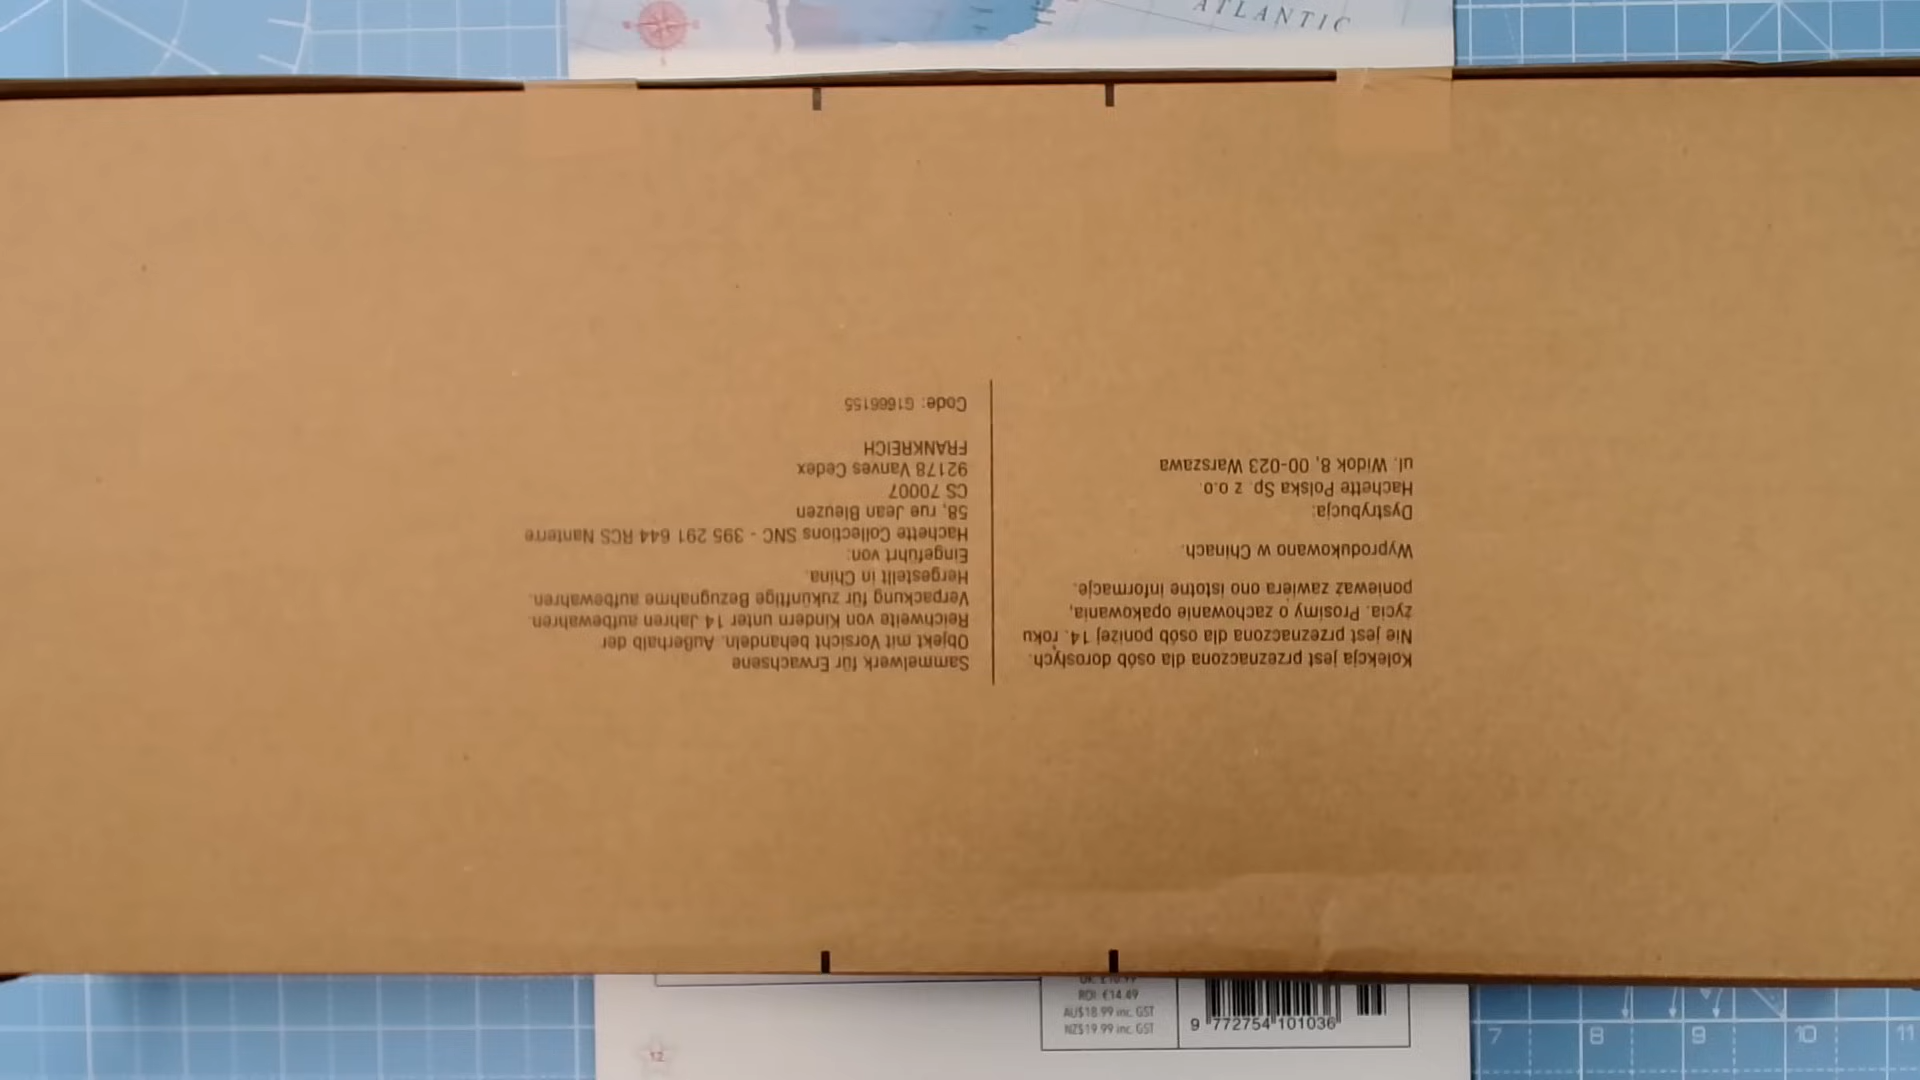 ATLANTIC
Kolekcja jest przeznaczona dla osób dorosłych.
Nie jest przeznaczona dla osób poniżej 14. roku
życia. Prosimy o zachowanie opakowania,
ponieważ zawiera ono istotne informacje.
Wyprodukowano w Chinach.
Dystrybucja:
Hachette Polska Sp. z o.o.
ul. Widok 8, 00-023 Warszawa
Sammelwerk für Erwachsene
Objekt mit Vorsicht behandeln. Außerhalb der
Reichweite von Kindern unter 14 Jahren aufbewahren.
Verpackung für zukünftige Bezugnahme aufbewahren.
Hergestellt in China.
Eingeführt von:
Hachette Collections SNC - 395 291 644 RCS Nanterre
58, rue Jean Bleuzen
CS 70007
92178 Vanves Cedex
FRANKREICH
Code: G1666155
ROI: €14.49
AU$18.99 inc. GST
NZ$19.99 inc. GST
9 772754 101036
12
7 8 9 10 11